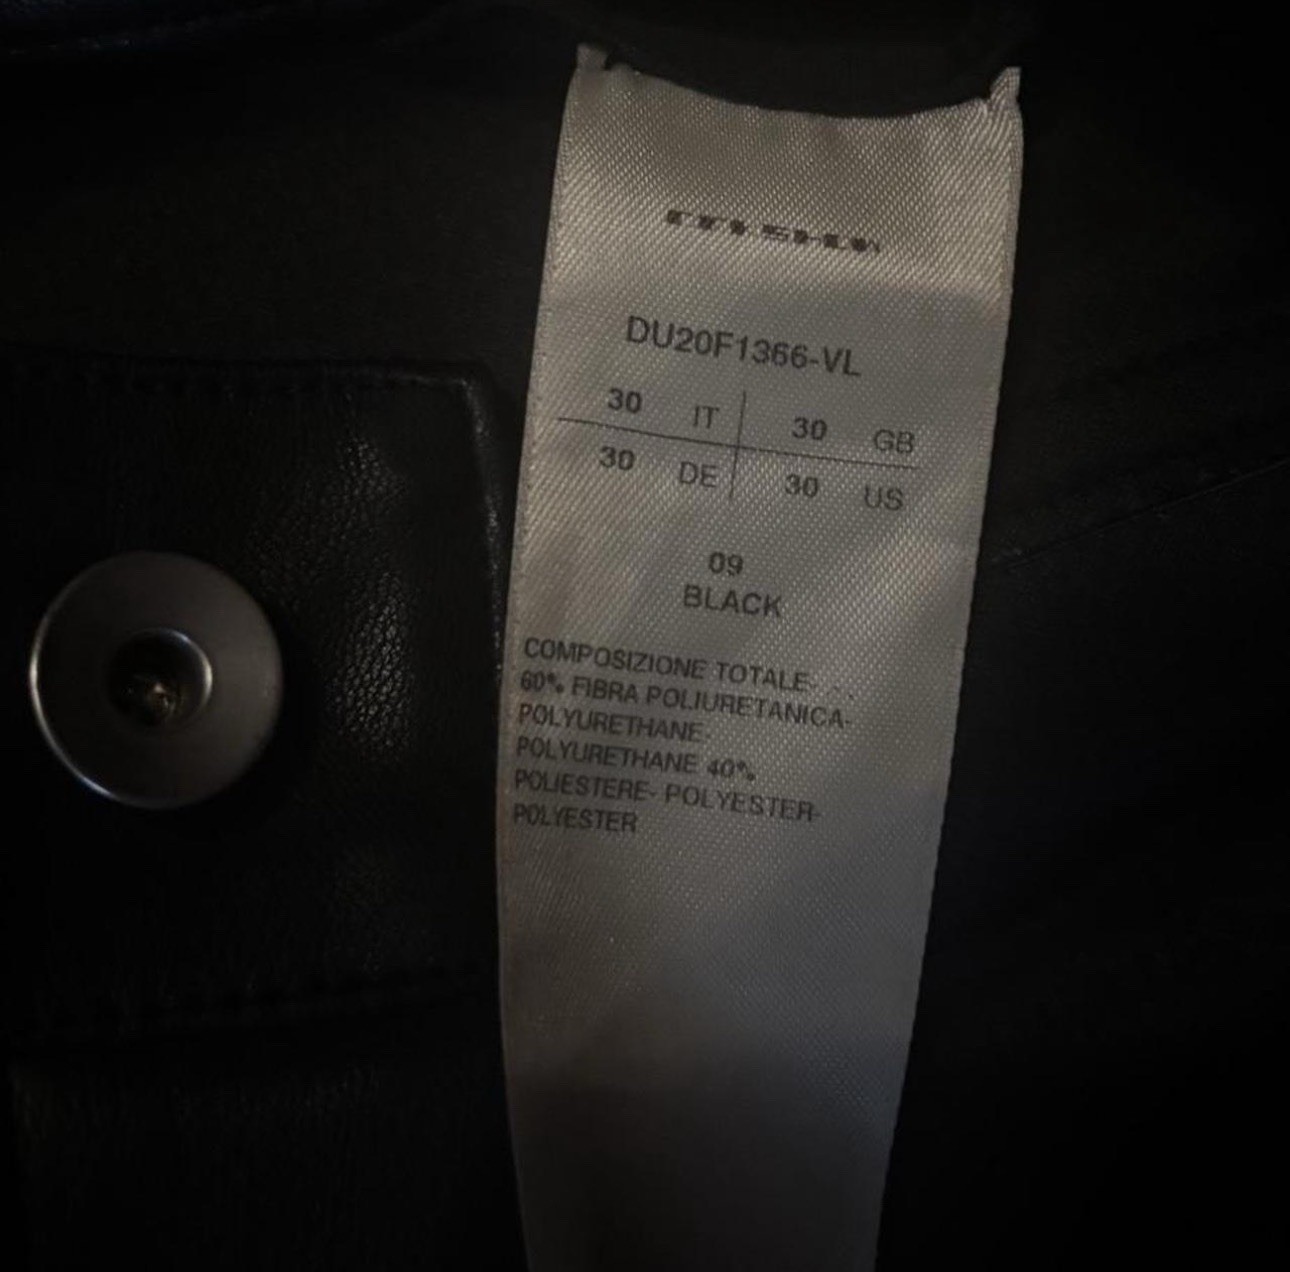 DU20F1366-VL
30 IT 30 GB
30 DE 30 US
09
BLACK
COMPOSIZIONE TOTALE-
60% FIBRA POLIURETANICA-
POLYURETHANE-
POLYURETHANE 40%
POLIESTERE- POLYESTER-
POLYESTER